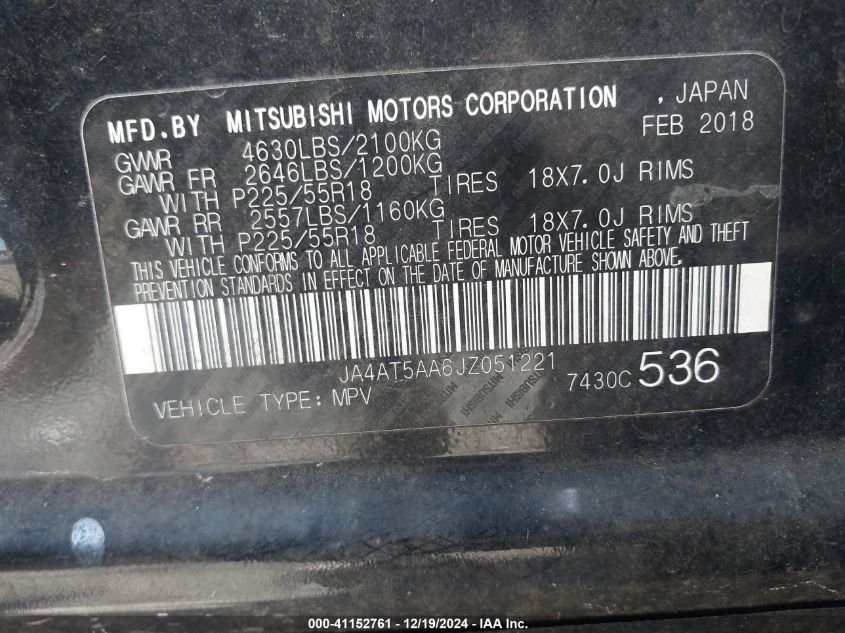 MFD.BY MITSUBISHI MOTORS CORPORATION , JAPAN
FEB 2018
GVWR 4630LBS/2100KG
GAWR FR 2646LBS/1200KG
WITH P225/55R18 TIRES 18X7.0J RIMS
GAWR RR 2557LBS/1160KG
WITH P225/55R18 TIRES 18X7.0J RIMS
THIS VEHICLE CONFORMS TO ALL APPLICABLE FEDERAL MOTOR VEHICLE SAFETY AND THEFT
PREVENTION STANDARDS IN EFFECT ON THE DATE OF MANUFACTURE SHOWN ABOVE.
JA4AT5AA6JZ051221
7430C 536
VEHICLE TYPE: MPV
000-41152761 - 12/19/2024 - IAA Inc.